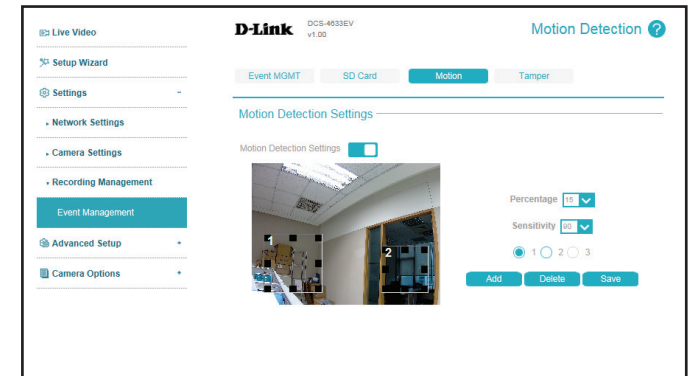 Live Video
Setup Wizard
Settings -
Network Settings
Camera Settings
Recording Management
Event Management
Advanced Setup +
Camera Options +
D-Link DCS-4633EV
v1.00
Motion Detection ?
Event MGMT SD Card Motion Tamper
Motion Detection Settings
Motion Detection Settings
1
2
Percentage 15
Sensitivity 90
1 2 3
Add Delete Save